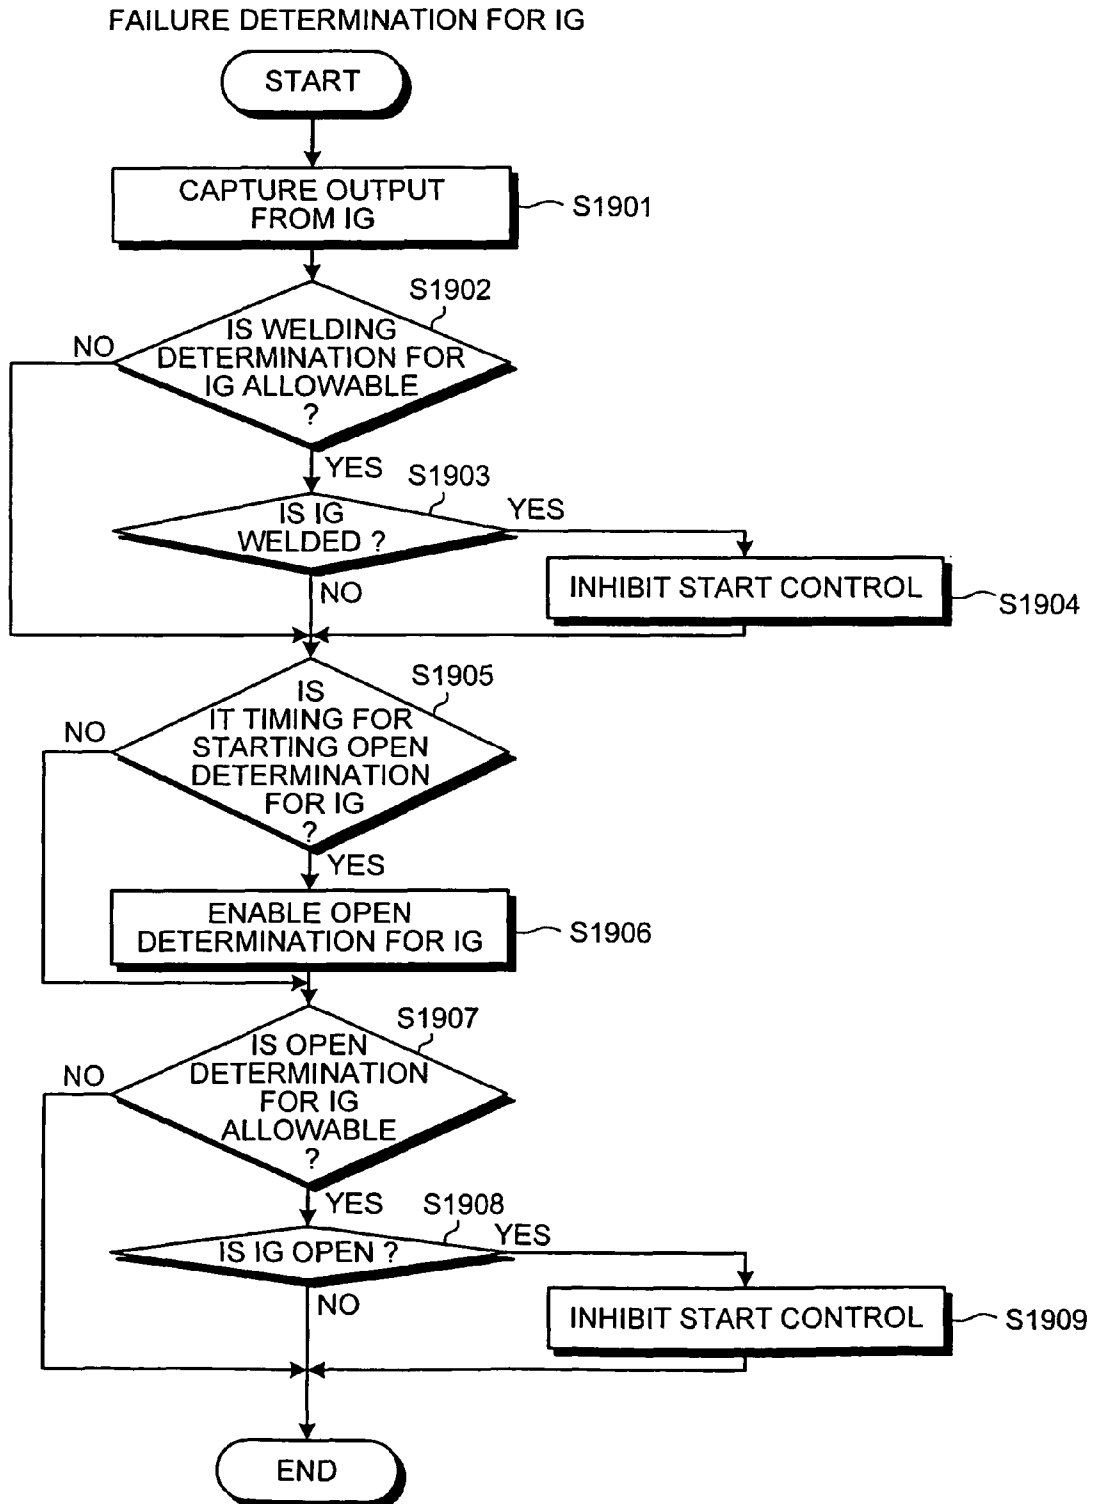 FAILURE DETERMINATION FOR IG
START
CAPTURE OUTPUT
FROM IG
S1901
S1902
IS WELDING
DETERMINATION FOR
IG ALLOWABLE
?
NO
YES
S1903
IS IG
WELDED ?
YES
NO
INHIBIT START CONTROL
S1904
S1905
IS
IT TIMING FOR
STARTING OPEN
DETERMINATION
FOR IG
?
NO
YES
ENABLE OPEN
DETERMINATION FOR IG
S1906
S1907
IS OPEN
DETERMINATION
FOR IG
ALLOWABLE
?
NO
YES
S1908
IS IG OPEN ?
YES
NO
INHIBIT START CONTROL
S1909
END